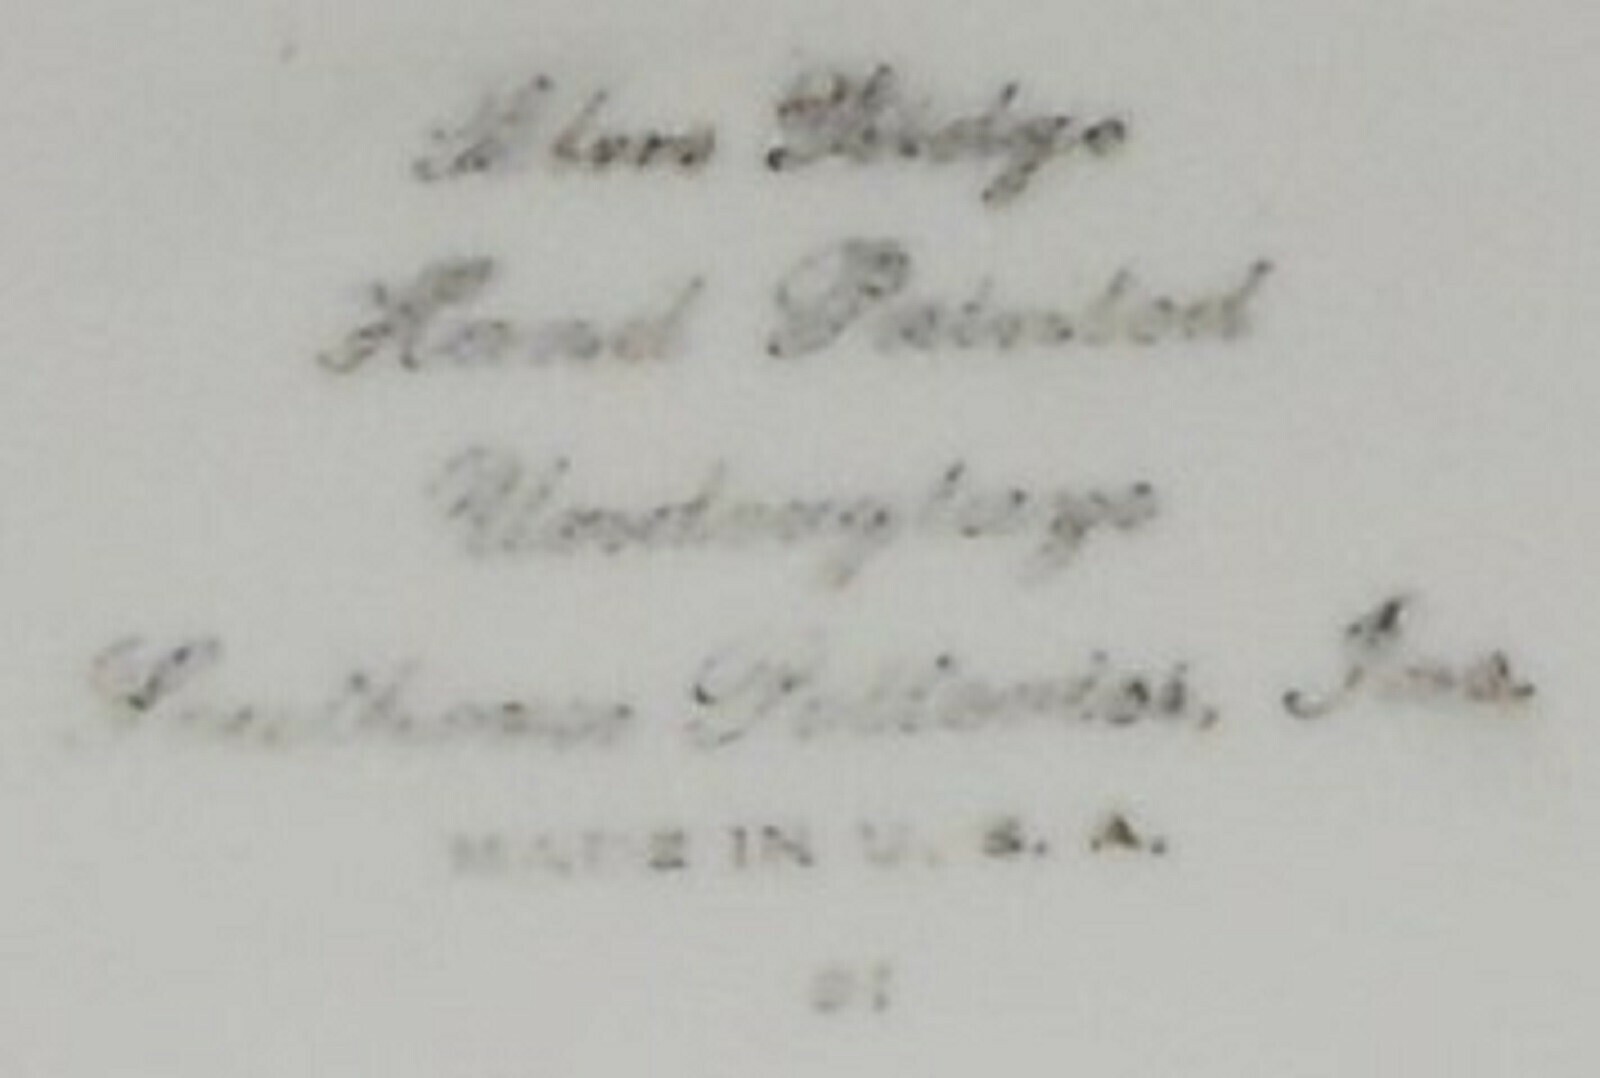 Blue Ridge
Hand Painted
Underglaze
Southern Potteries, Inc.
MADE IN U. S. A.